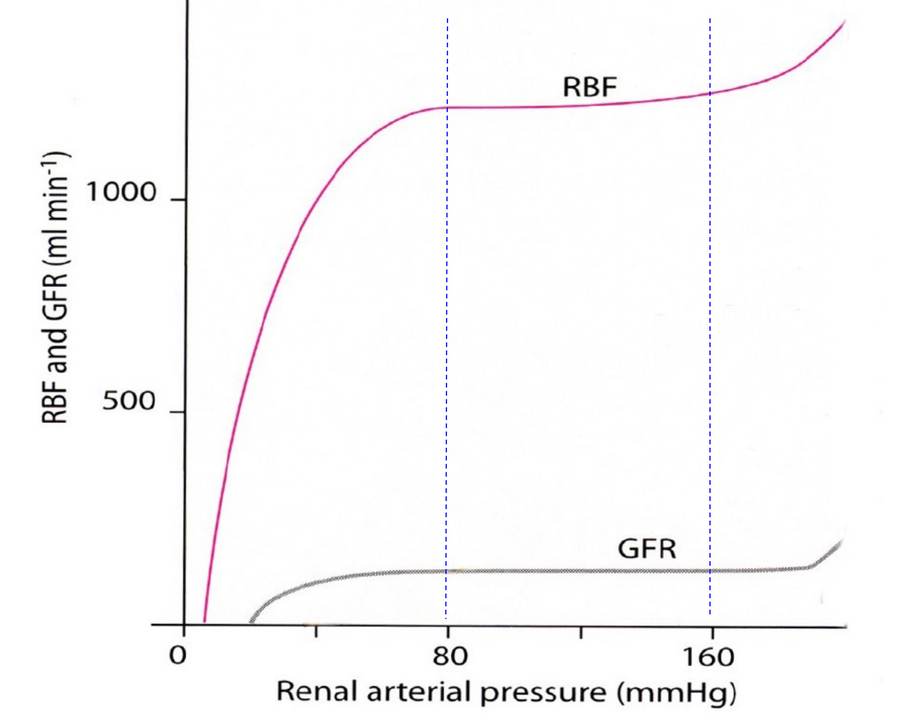 RBF
RBF and GFR (ml min⁻¹)
1000
500
GFR
0
80
160
Renal arterial pressure (mmHg)